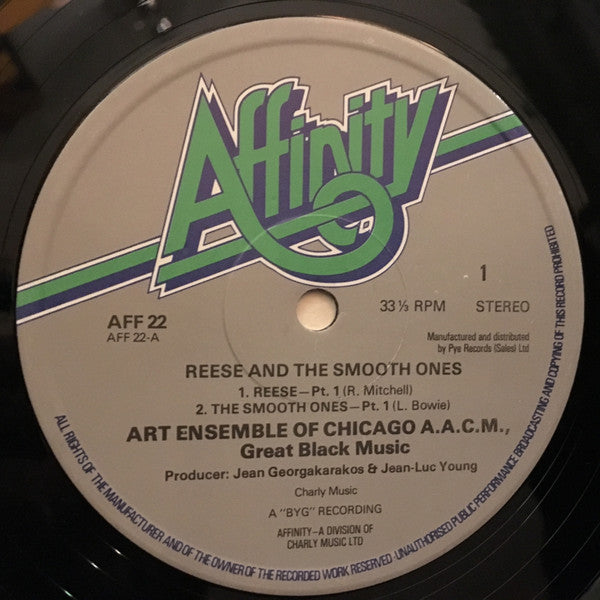 Affinity
1
AFF 22
AFF 22-A
33 ⅓ RPM STEREO
Manufactured and distributed
by Pye Records (Sales) Ltd
REESE AND THE SMOOTH ONES
1. REESE—Pt. 1 (R. Mitchell)
2. THE SMOOTH ONES—Pt. 1 (L. Bowie)
ART ENSEMBLE OF CHICAGO A.A.C.M.,
Great Black Music
Producer: Jean Georgakarakos & Jean-Luc Young
Charly Music
A "BYG" RECORDING
AFFINITY—A DIVISION OF
CHARLY MUSIC LTD
ALL RIGHTS OF THE MANUFACTURER AND OF THE OWNER OF THE RECORDED WORK RESERVED·UNAUTHORISED PUBLIC PERFORMANCE BROADCASTING AND COPYING OF THIS RECORD PROHIBITED